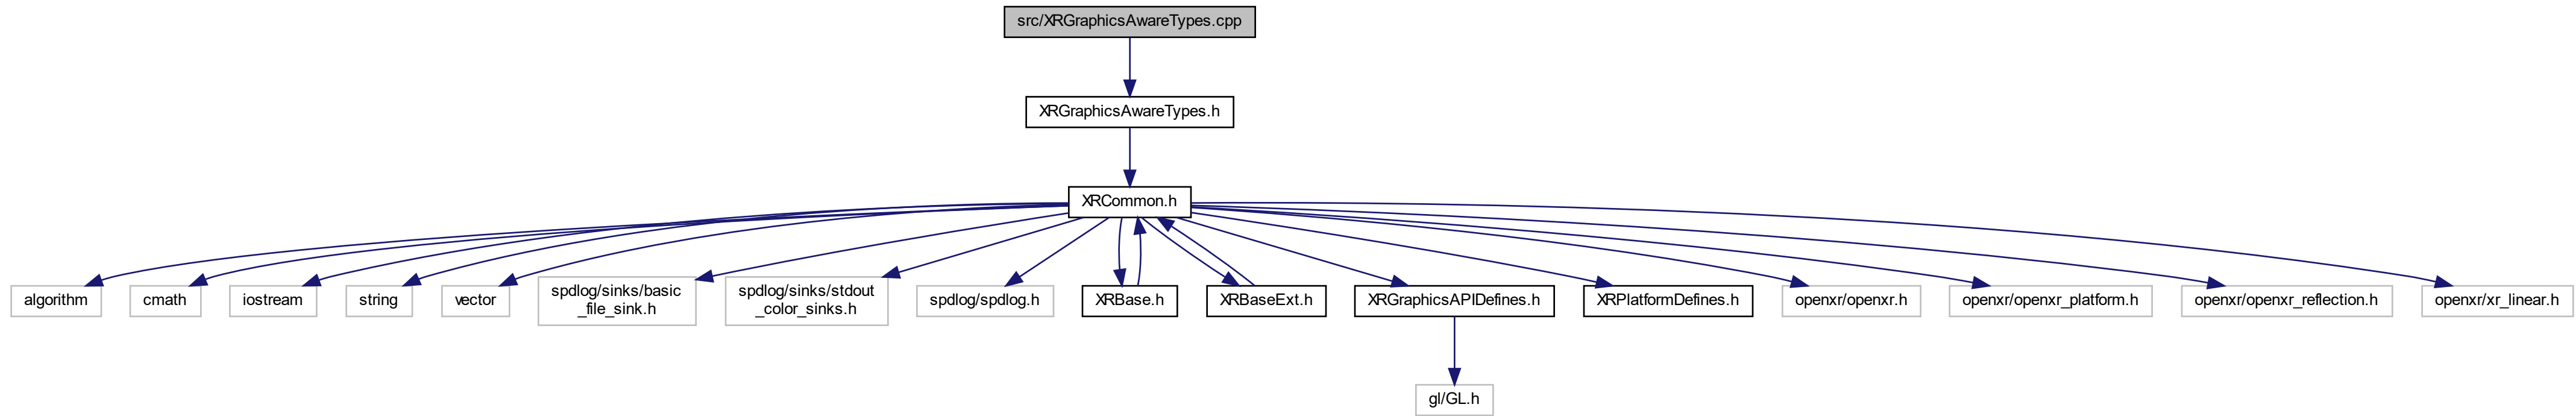 src/XRGraphicsAwareTypes.cpp
XRGraphicsAwareTypes.h
XRCommon.h
algorithm
cmath
iostream
string
vector
spdlog/sinks/basic
_file_sink.h
spdlog/sinks/stdout
_color_sinks.h
spdlog/spdlog.h
XRBase.h
XRBaseExt.h
XRGraphicsAPIDefines.h
XRPlatformDefines.h
openxr/openxr.h
openxr/openxr_platform.h
openxr/openxr_reflection.h
openxr/xr_linear.h
gl/GL.h